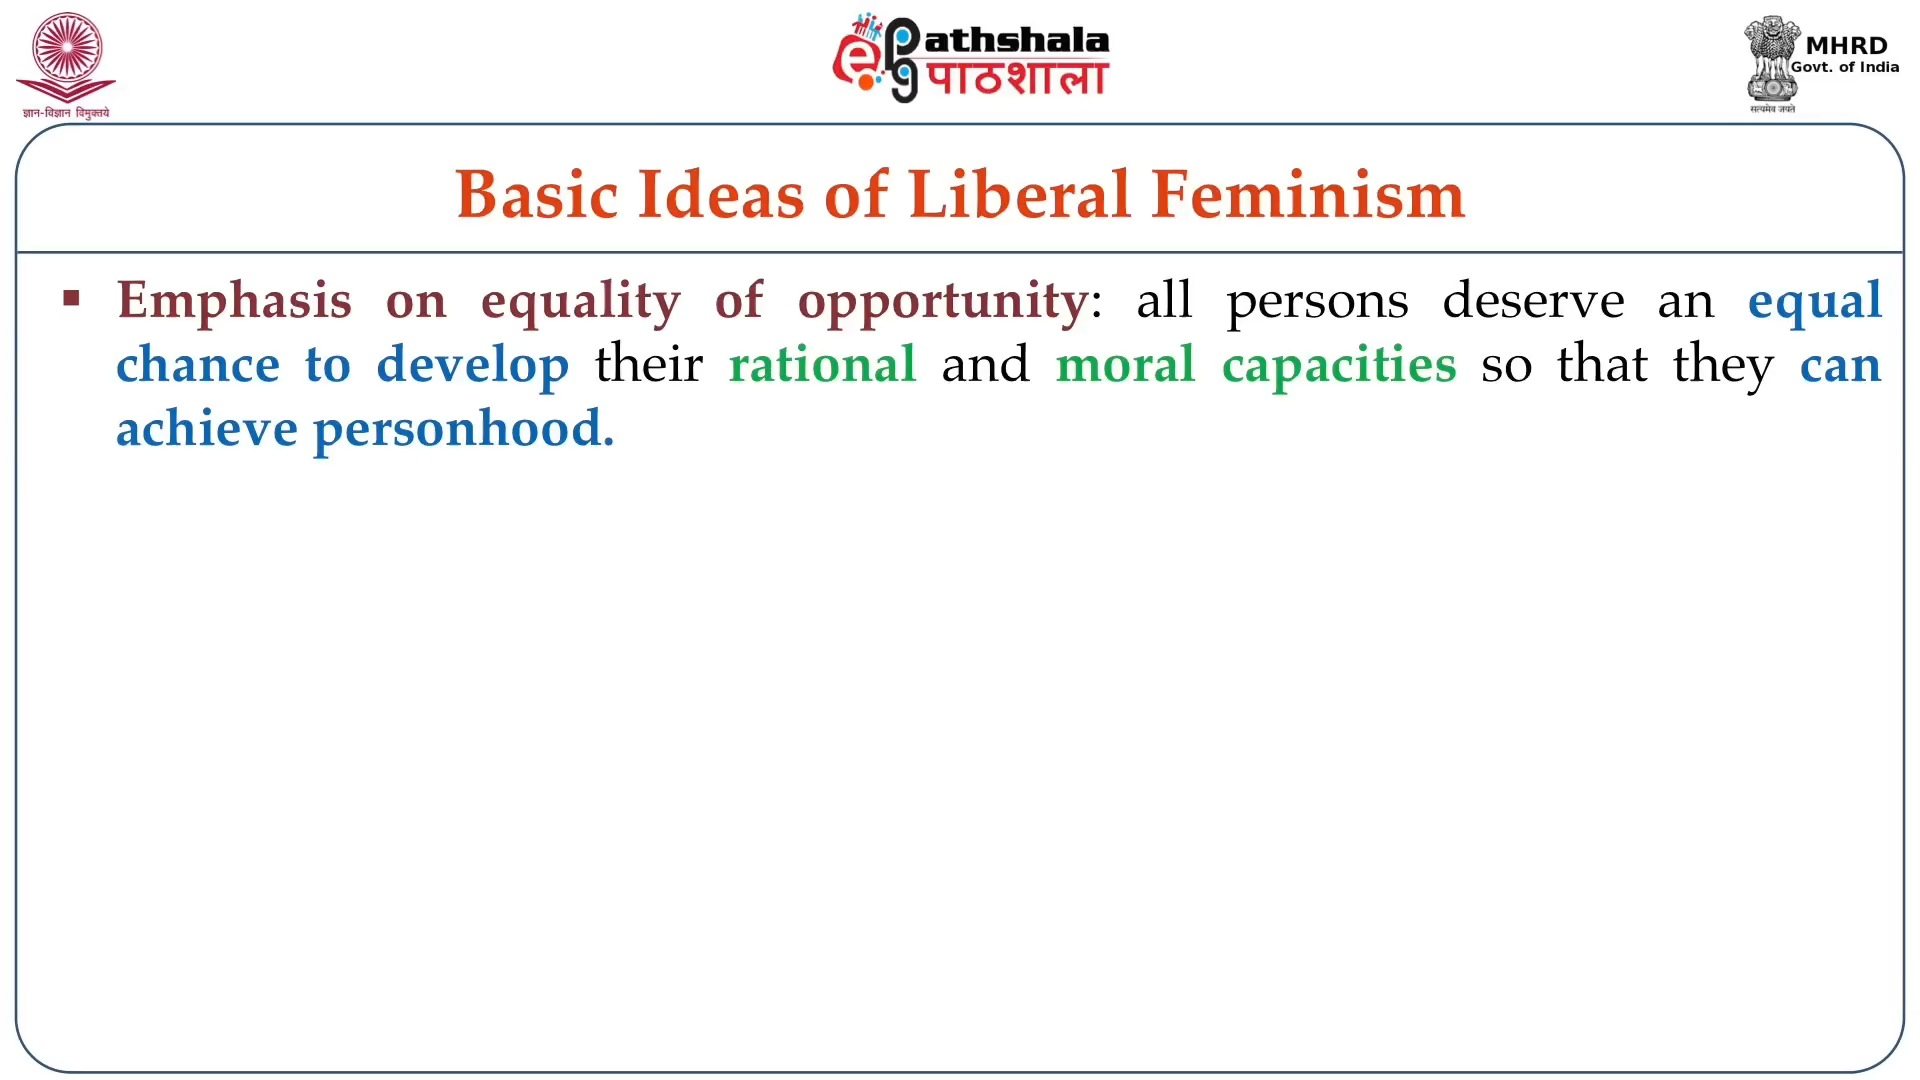 ज्ञान-विज्ञान विमुक्तये
e PG Pathshala
पाठशाला
MHRD
Govt. of India
सत्यमेव जयते
Basic Ideas of Liberal Feminism
▪ Emphasis on equality of opportunity: all persons deserve an equal
chance to develop their rational and moral capacities so that they can
achieve personhood.